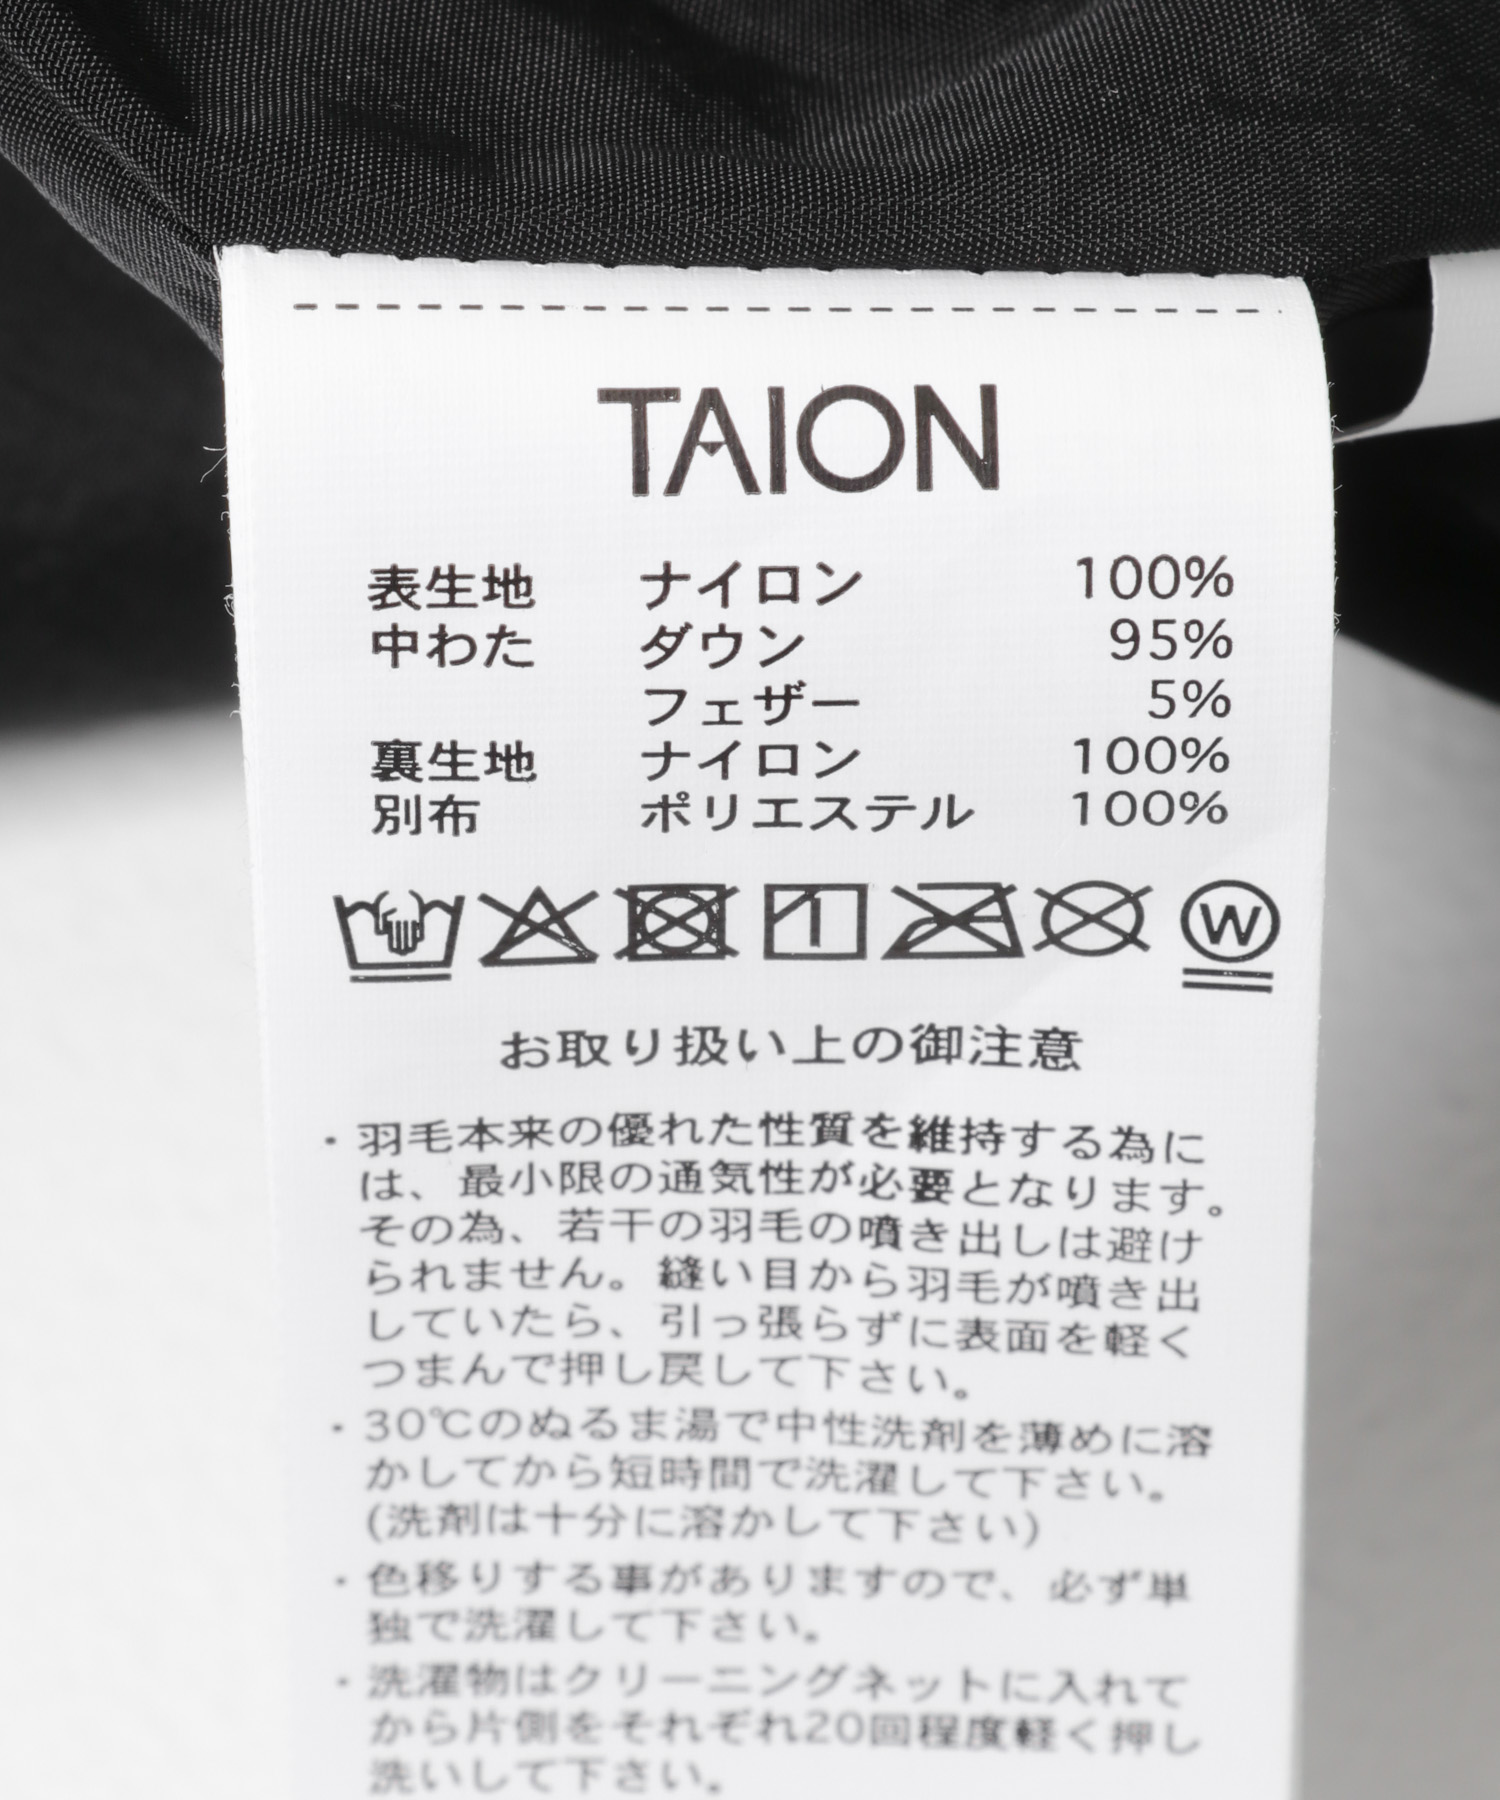 TAION
表生地 ナイロン 100%
中わた ダウン 95%
フェザー 5%
裏生地 ナイロン 100%
別布 ポリエステル 100%
W
お取り扱い上の御注意
・羽毛本来の優れた性質を維持する為に
は、最小限の通気性が必要となります。
その為、若干の羽毛の噴き出しは避け
られません。縫い目から羽毛が噴き出
していたら、引っ張らずに表面を軽く
つまんで押し戻して下さい。
・30℃のぬるま湯で中性洗剤を薄めに溶
かしてから短時間で洗濯して下さい。
(洗剤は十分に溶かして下さい)
・色移りする事がありますので、必ず単
独で洗濯して下さい。
・洗濯物はクリーニングネットに入れて
から片側をそれぞれ20回程度軽く押し
洗いして下さい。